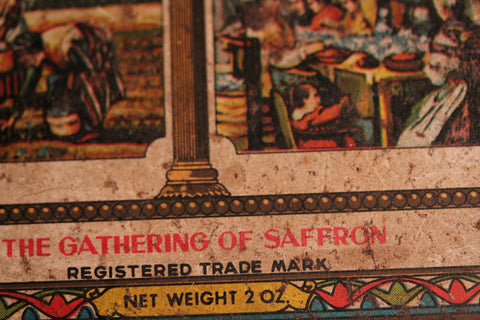 THE GATHERING OF SAFFRON
REGISTERED TRADE MARK
NET WEIGHT 2 OZ.